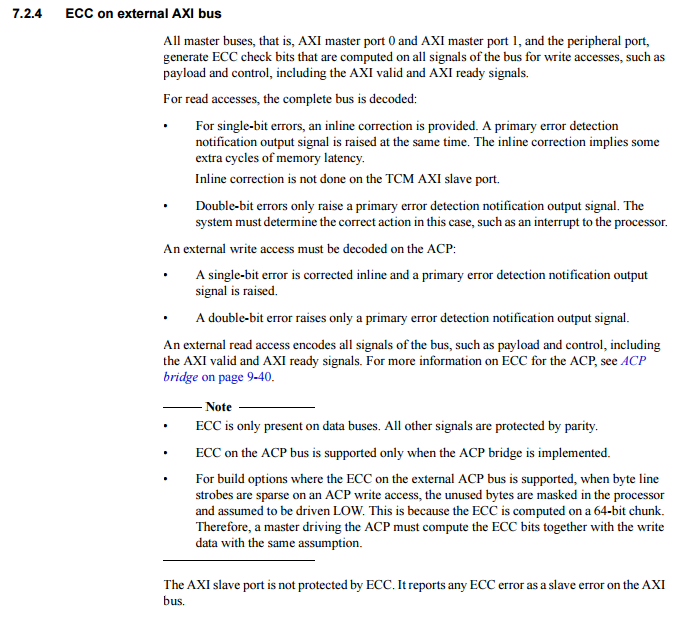 7.2.4 ECC on external AXI bus
All master buses, that is, AXI master port 0 and AXI master port 1, and the peripheral port,
generate ECC check bits that are computed on all signals of the bus for write accesses, such as
payload and control, including the AXI valid and AXI ready signals.
For read accesses, the complete bus is decoded:
• For single-bit errors, an inline correction is provided. A primary error detection
notification output signal is raised at the same time. The inline correction implies some
extra cycles of memory latency.
Inline correction is not done on the TCM AXI slave port.
• Double-bit errors only raise a primary error detection notification output signal. The
system must determine the correct action in this case, such as an interrupt to the processor.
An external write access must be decoded on the ACP:
• A single-bit error is corrected inline and a primary error detection notification output
signal is raised.
• A double-bit error raises only a primary error detection notification output signal.
An external read access encodes all signals of the bus, such as payload and control, including
the AXI valid and AXI ready signals. For more information on ECC for the ACP, see ACP
bridge on page 9-40.
Note
• ECC is only present on data buses. All other signals are protected by parity.
• ECC on the ACP bus is supported only when the ACP bridge is implemented.
• For build options where the ECC on the external ACP bus is supported, when byte line
strobes are sparse on an ACP write access, the unused bytes are masked in the processor
and assumed to be driven LOW. This is because the ECC is computed on a 64-bit chunk.
Therefore, a master driving the ACP must compute the ECC bits together with the write
data with the same assumption.
The AXI slave port is not protected by ECC. It reports any ECC error as a slave error on the AXI
bus.